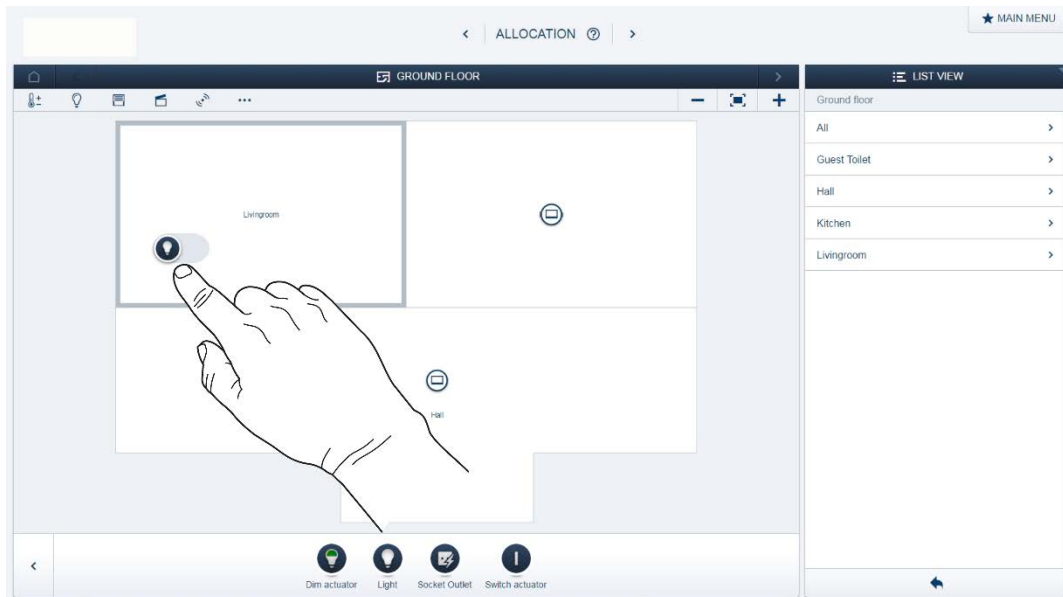 MAIN MENU
ALLOCATION
GROUND FLOOR
LIST VIEW
Ground floor
All
Guest Toilet
Hall
Kitchen
Livingroom
Livingroom
Hall
Dim actuator
Light
Socket Outlet
Switch actuator